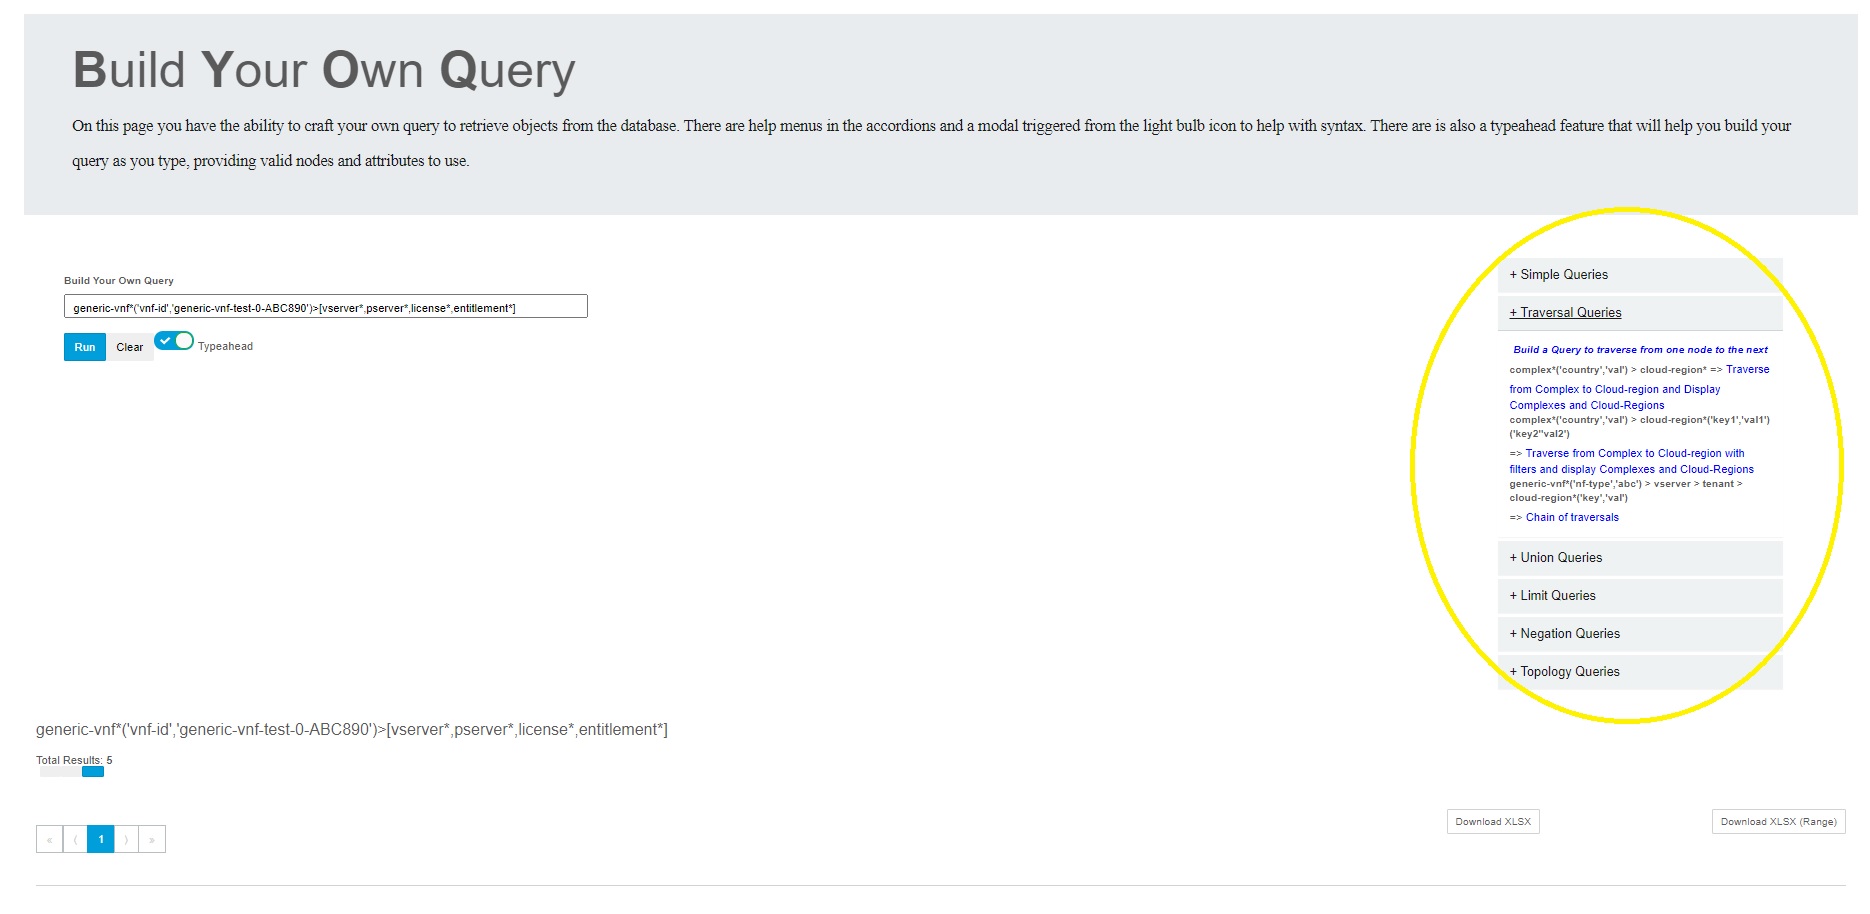 Build Your Own Query
On this page you have the ability to craft your own query to retrieve objects from the database. There are help menus in the accordions and a modal triggered from the light bulb icon to help with syntax. There are is also a typeahead feature that will help you build your
query as you type, providing valid nodes and attributes to use.
Build Your Own Query
generic-vnf*('vnf-id','generic-vnf-test-0-ABC890')>[vserver*,pserver*,license*,entitlement*]
Run Clear Typeahead
+ Simple Queries
+ Traversal Queries
Build a Query to traverse from one node to the next
complex*('country','val') > cloud-region* => Traverse
from Complex to Cloud-region and Display
Complexes and Cloud-Regions
complex*('country','val') > cloud-region*('key1','val1')
('key2''val2')
=> Traverse from Complex to Cloud-region with
filters and display Complexes and Cloud-Regions
generic-vnf*('nf-type','abc') > vserver > tenant >
cloud-region*('key','val')
=> Chain of traversals
+ Union Queries
+ Limit Queries
+ Negation Queries
+ Topology Queries
generic-vnf*('vnf-id','generic-vnf-test-0-ABC890')>[vserver*,pserver*,license*,entitlement*]
Total Results: 5
« ⟨ 1 ⟩ »
Download XLSX
Download XLSX (Range)